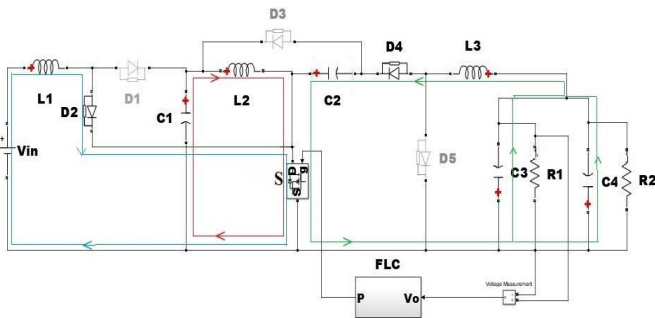 D3
D4
L3
L1
D2
D1
C1
L2
C2
Vin
S
D
g
S
D5
C3
R1
C4
R2
FLC
P
Vo
Voltage Measurement